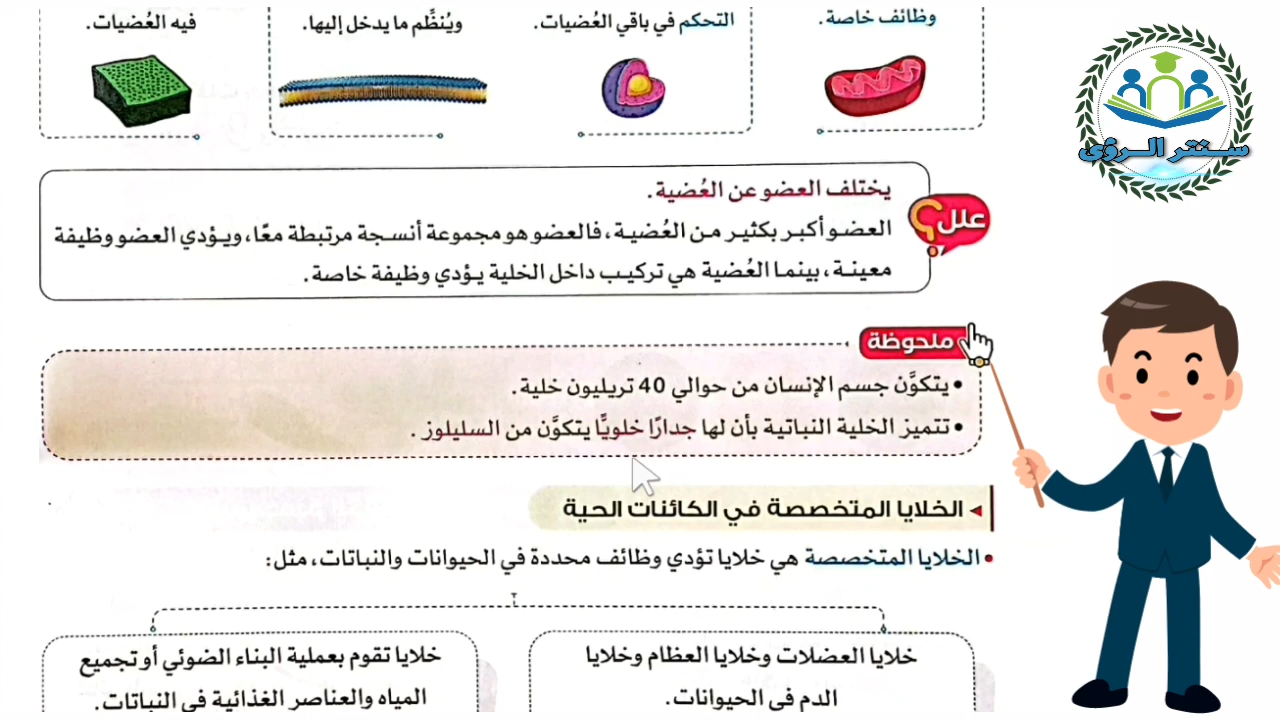 وظائف خاصة.
التحكم في باقي العُضيات.
ويُنظِّم ما يدخل إليها.
فيه العُضيات.
سنتر الرؤى
علل؟
يختلف العضو عن العُضية.
العضو أكبر بكثير من العُضية، فالعضو هو مجموعة أنسجة مرتبطة معًا، ويؤدي العضو وظيفة
معينة، بينما العُضية هي تركيب داخل الخلية يؤدي وظيفة خاصة.
ملحوظة
• يتكوَّن جسم الإنسان من حوالي 40 تريليون خلية.
• تتميز الخلية النباتية بأن لها جدارًا خلويًّا يتكوَّن من السليلوز.
الخلايا المتخصصة في الكائنات الحية
• الخلايا المتخصصة هي خلايا تؤدي وظائف محددة في الحيوانات والنباتات، مثل:
خلايا العضلات وخلايا العظام وخلايا
الدم في الحيوانات.
خلايا تقوم بعملية البناء الضوئي أو تجميع
المياه والعناصر الغذائية في النباتات.